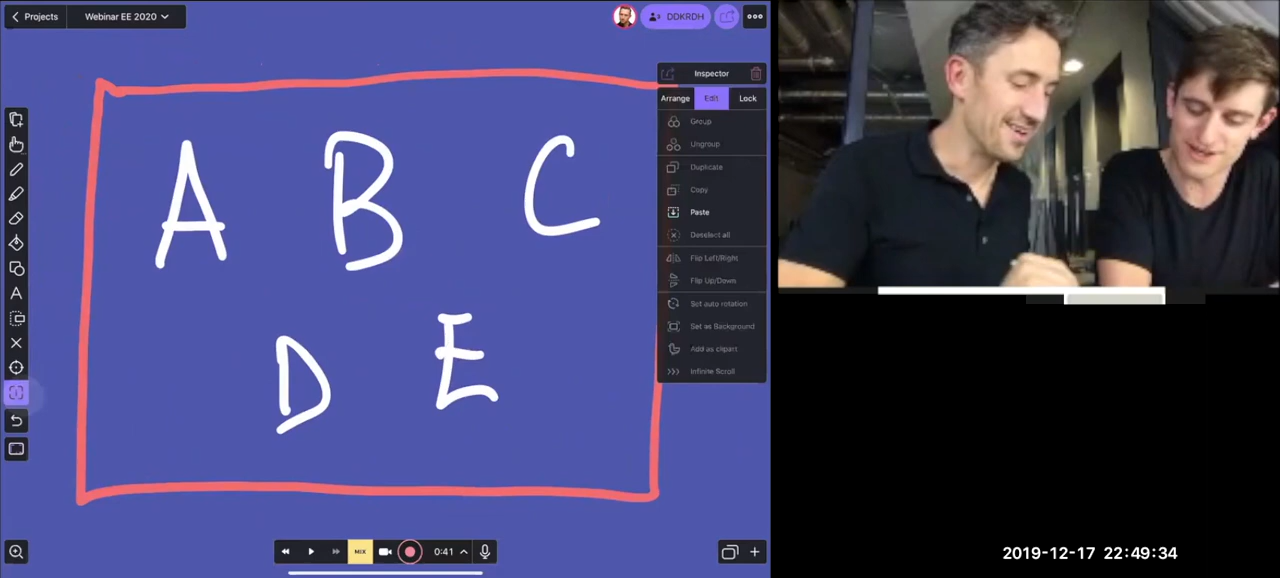 Projects
Webinar EE 2020
DDKRDH
Inspector
Arrange Edit Lock
Group
Ungroup
Duplicate
Copy
Paste
Deselect all
Flip Left/Right
Flip Up/Down
Set auto rotation
Set as Background
Add as clipart
Infinite Scroll
A B C
D E
A
MIX
0:41
2019-12-17 22:49:34